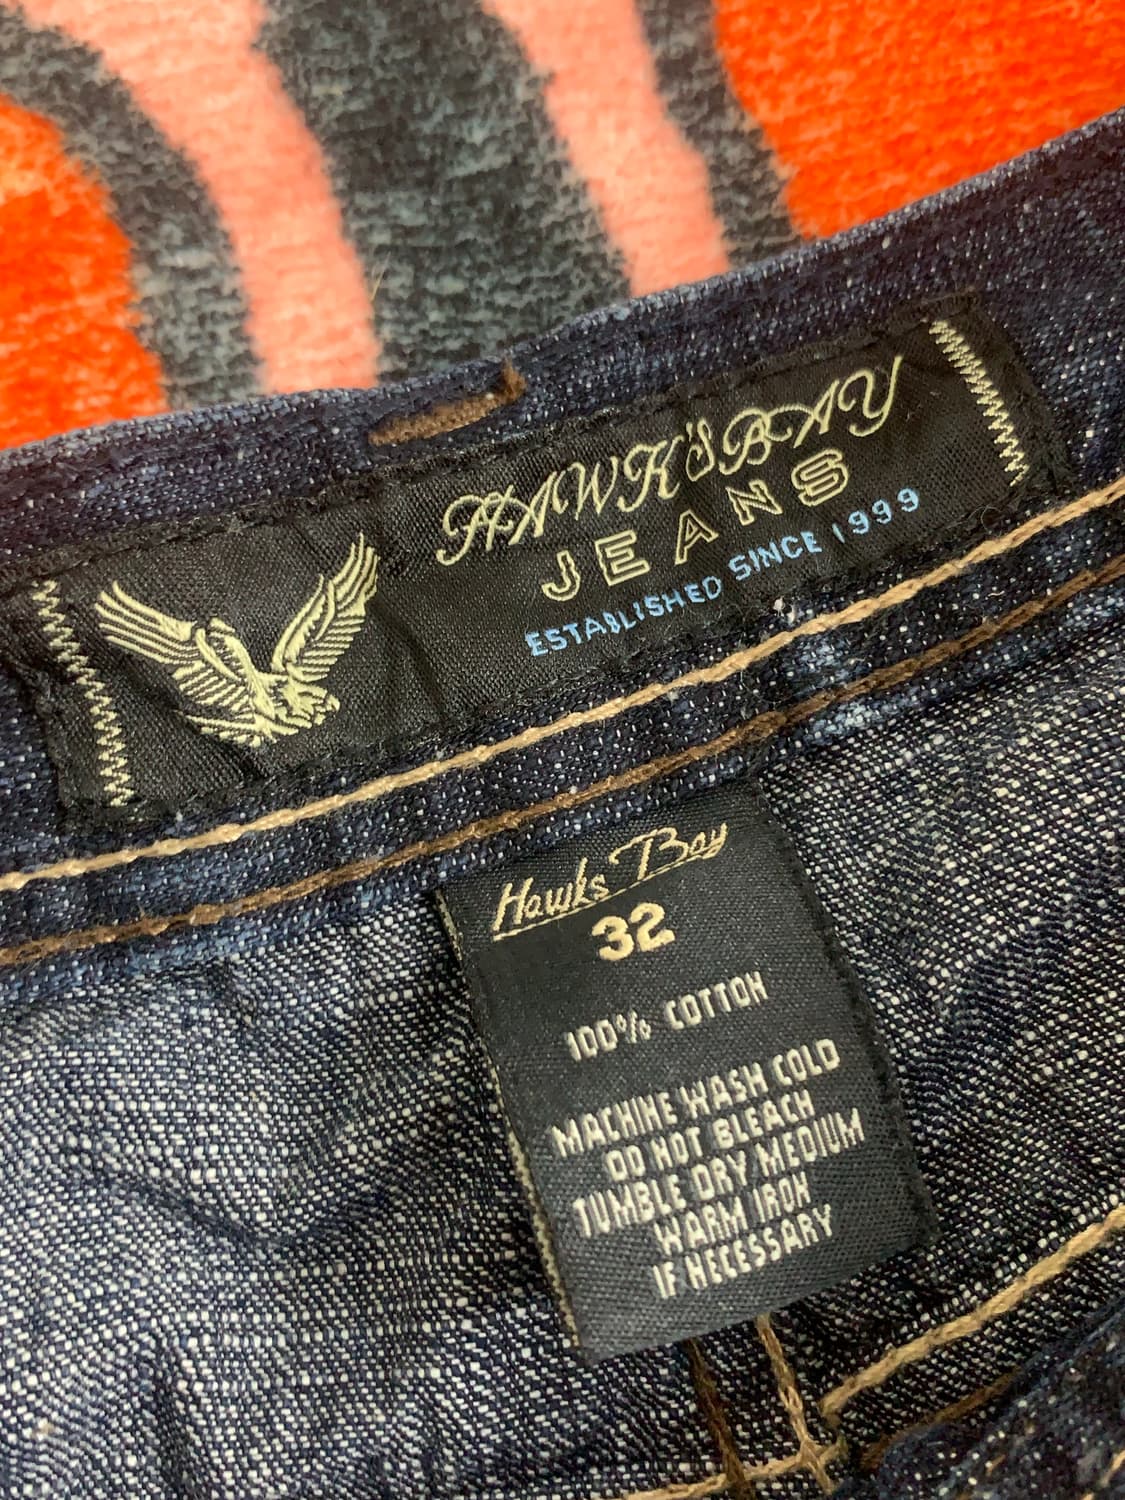 HAWK'S BAY
JEANS
ESTABLISHED SINCE 1999
Hawks Bay
32
100% COTTON
MACHINE WASH COLD
DO NOT BLEACH
TUMBLE DRY MEDIUM
WARM IRON
IF NECESSARY